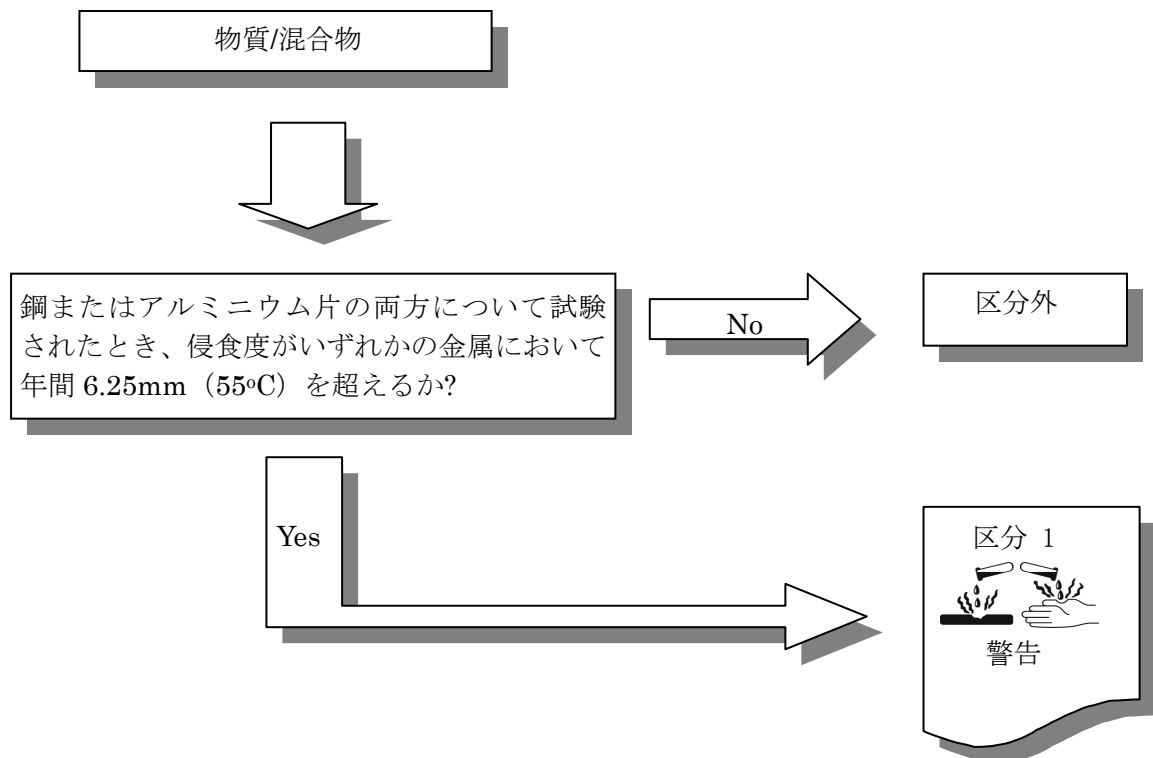 物質/混合物
鋼またはアルミニウム片の両方について試験
されたとき、侵食度がいずれかの金属において
年間 6.25mm（55ºC）を超えるか?
No
区分外
Yes
区分 1
警告